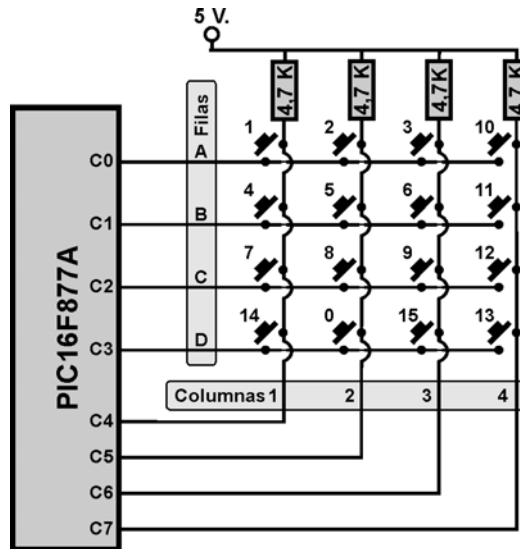 5 V.
4,7 K 4,7 K 4,7 K 4,7 K
Filas
1 2 3 10
C0 A
4 5 6 11
C1 B
7 8 9 12
C2 C
14 0 15 13
C3 D
PIC16F877A
Columnas 1 2 3 4
C4
C5
C6
C7